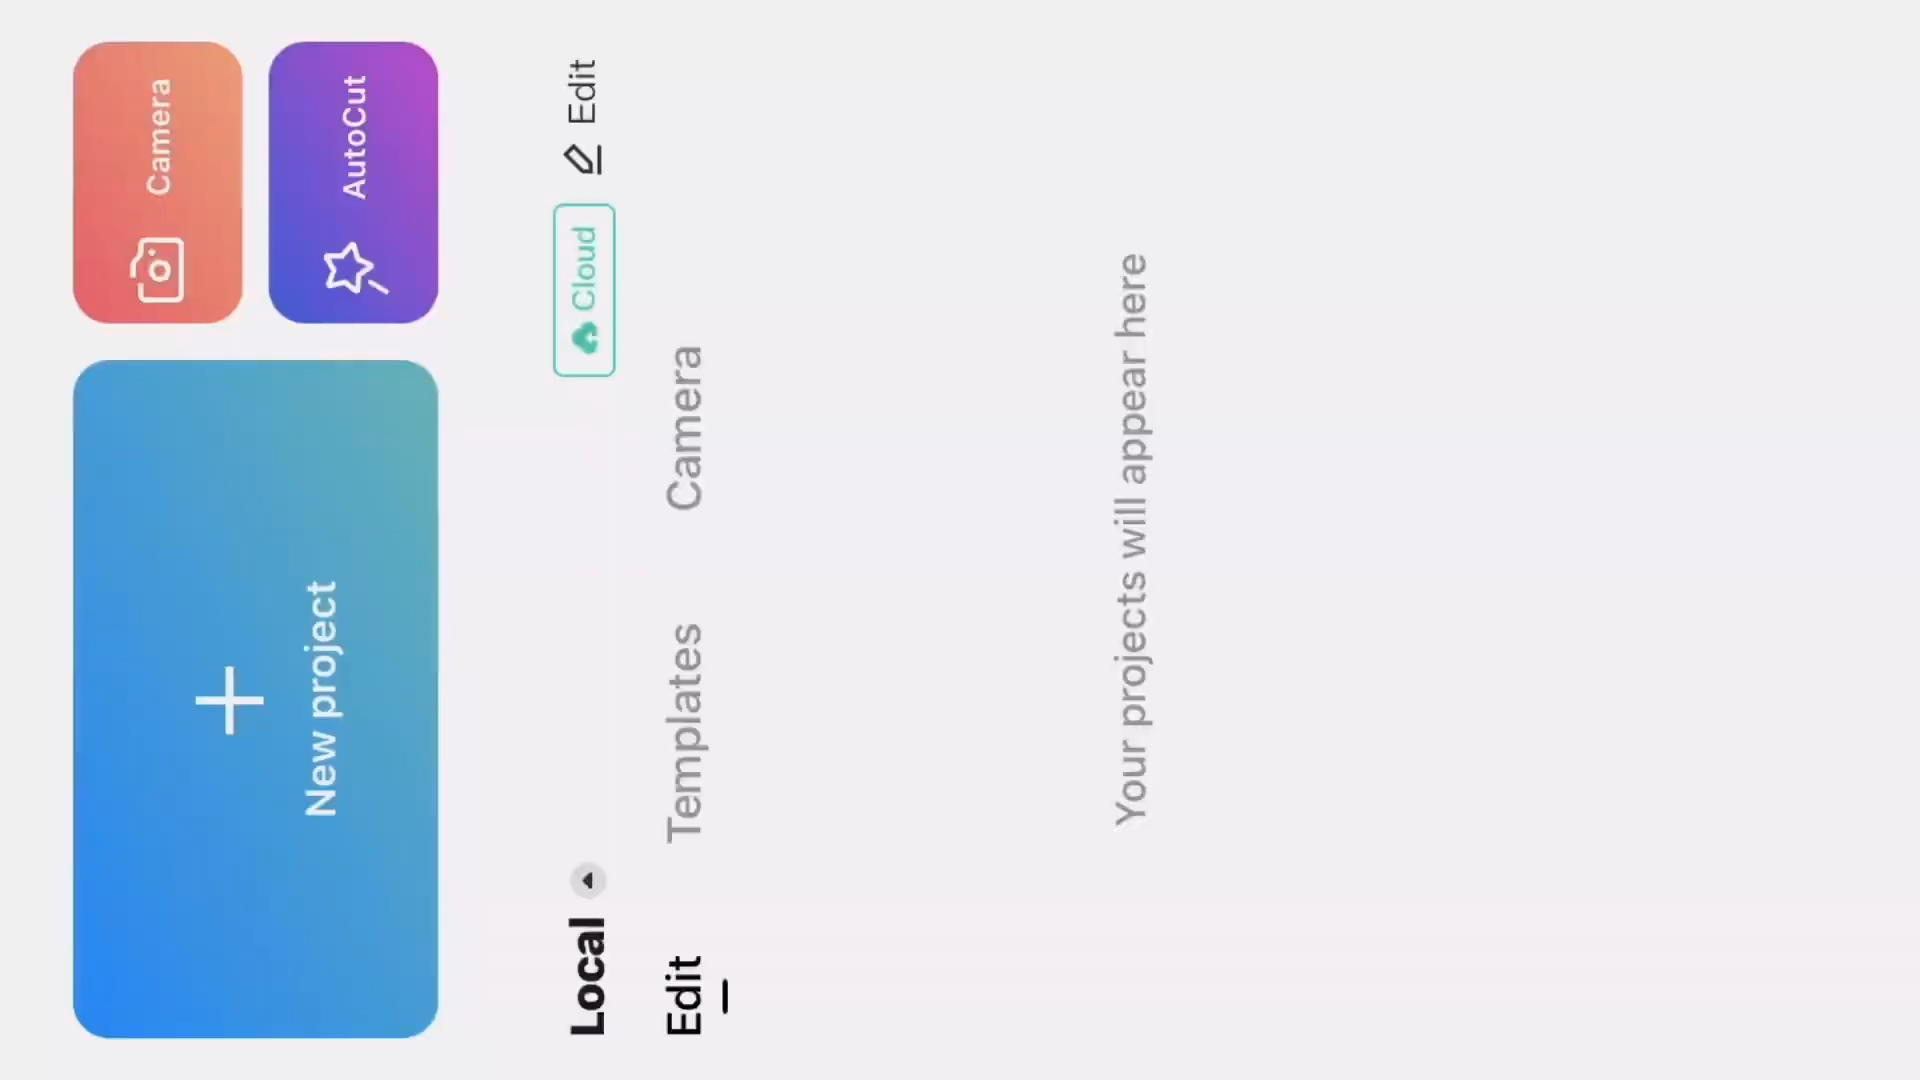 New project
Camera
AutoCut
Local
Cloud
Edit
Edit
Templates
Camera
Your projects will appear here